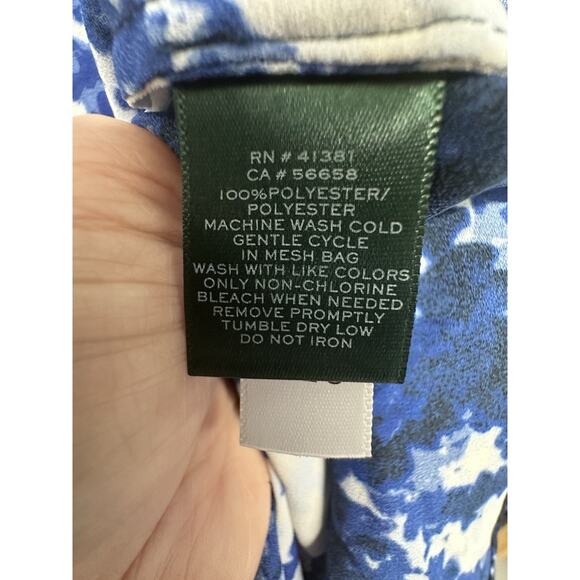 RN # 41381
CA # 56658
100%POLYESTER/
POLYESTER
MACHINE WASH COLD
GENTLE CYCLE
IN MESH BAG
WASH WITH LIKE COLORS
ONLY NON-CHLORINE
BLEACH WHEN NEEDED
REMOVE PROMPTLY
TUMBLE DRY LOW
DO NOT IRON